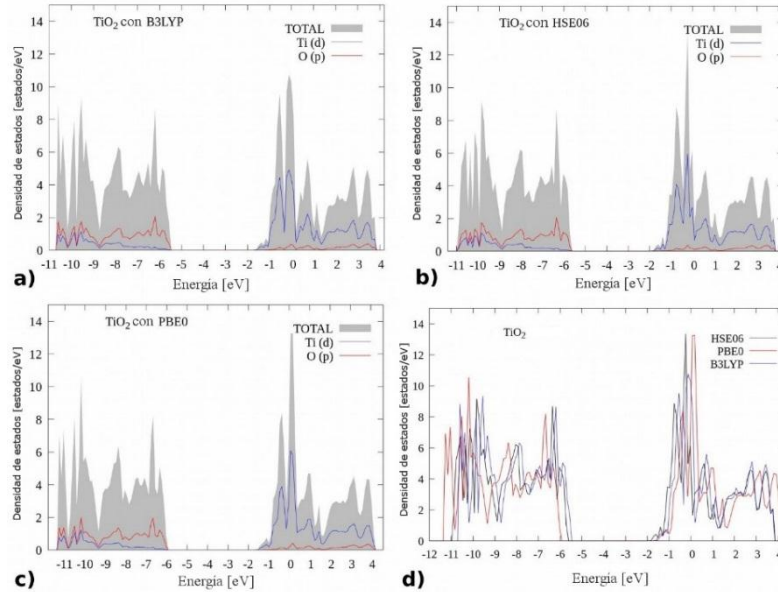 TiO2 con B3LYP
TOTAL
Ti (d)
O (p)
Densidad de estados [estados/eV]
14
12
10
8
6
4
2
0
-11 -10 -9 -8 -7 -6 -5 -4 -3 -2 -1 0 1 2 3 4
Energía [eV]
a)
TiO2 con HSE06
TOTAL
Ti (d)
O (p)
Densidad de estados [estados/eV]
14
12
10
8
6
4
2
0
-11 -10 -9 -8 -7 -6 -5 -4 -3 -2 -1 0 1 2 3 4
Energía [eV]
b)
TiO2 con PBE0
TOTAL
Ti (d)
O (p)
Densidad de estados [estados/eV]
14
12
10
8
6
4
2
0
-11 -10 -9 -8 -7 -6 -5 -4 -3 -2 -1 0 1 2 3 4
Energía [eV]
c)
TiO2
HSE06
PBE0
B3LYP
Densidad de estados [estados/eV]
14
12
10
8
6
4
2
0
-12 -11 -10 -9 -8 -7 -6 -5 -4 -3 -2 -1 0 1 2 3 4
Energía [eV]
d)